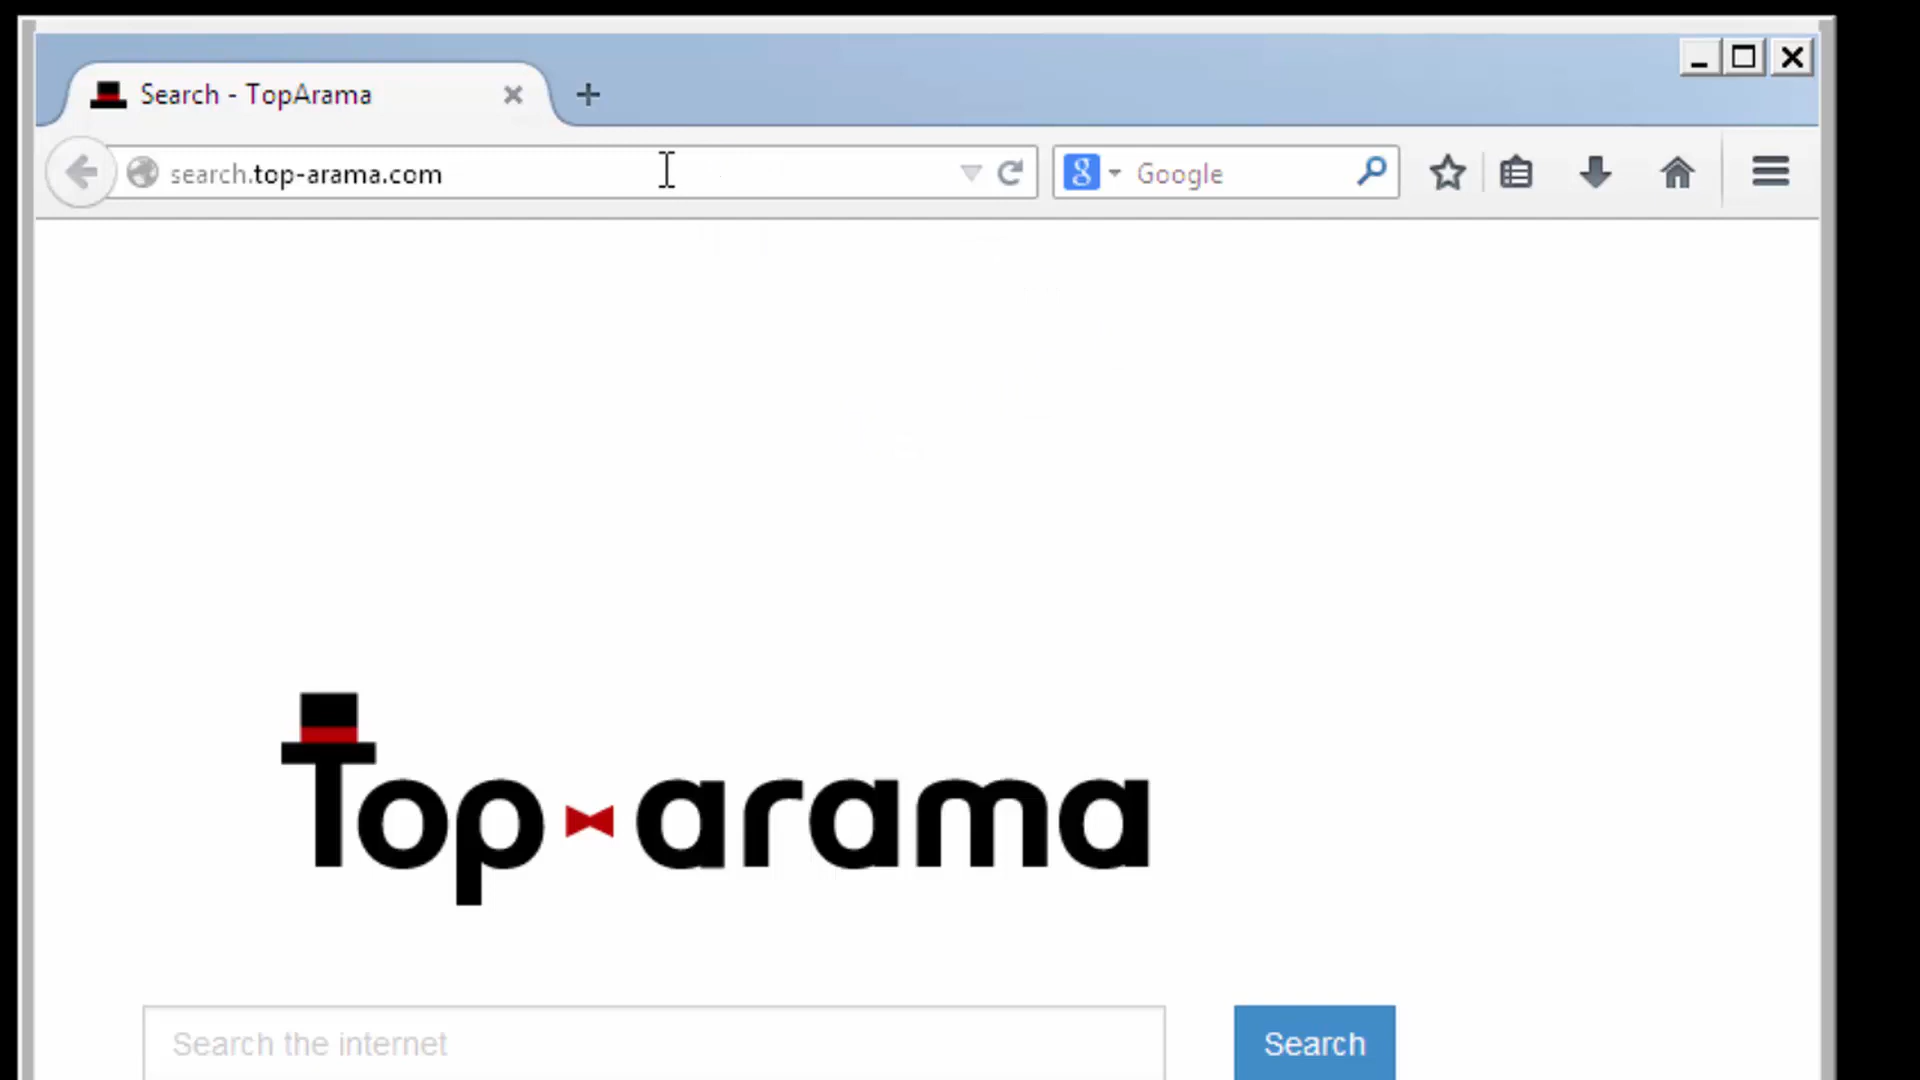 Search - TopArama
search.top-arama.com
Google
Top arama
Search the internet
Search